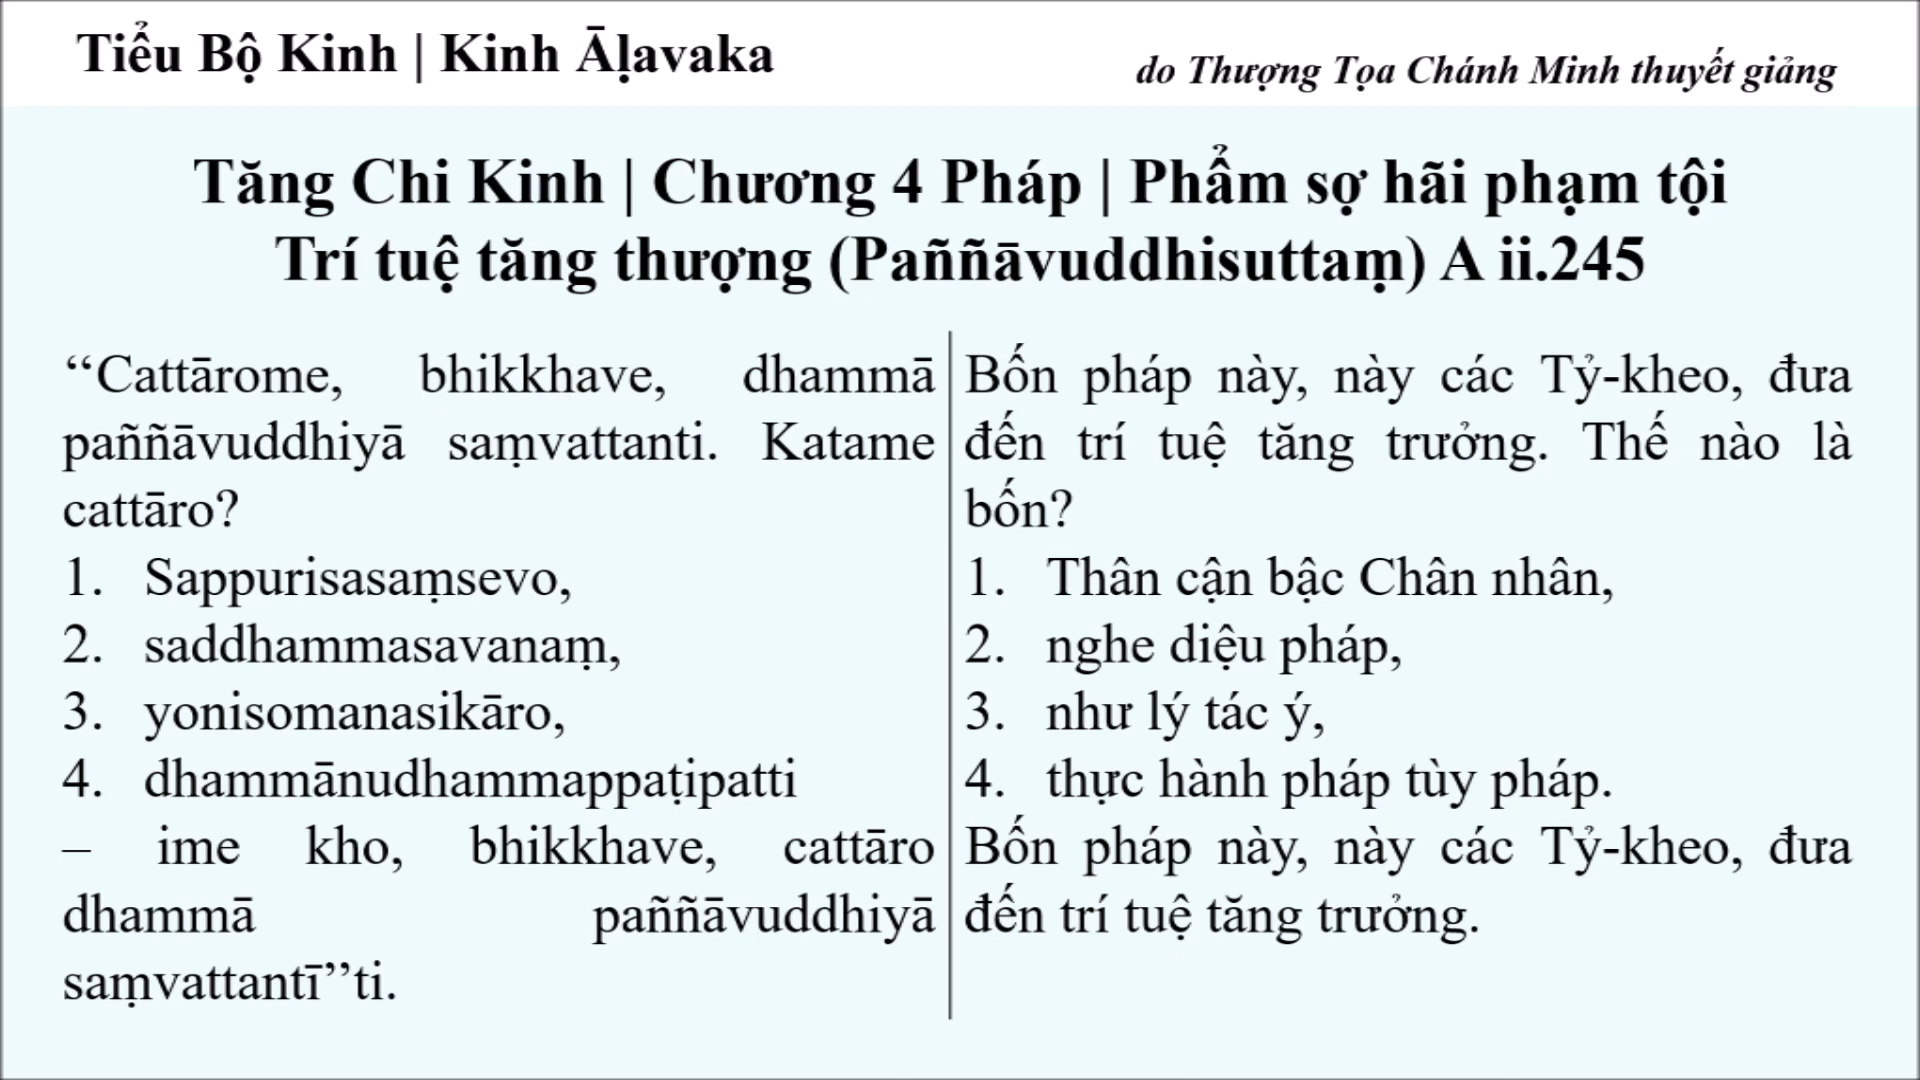 Tiểu Bộ Kinh | Kinh Āḷavaka
do Thượng Tọa Chánh Minh thuyết giảng
Tăng Chi Kinh | Chương 4 Pháp | Phẩm sợ hãi phạm tội
Trí tuệ tăng thượng (Paññāvuddhisuttaṃ) A ii.245
‘‘Cattārome, bhikkhave, dhammā
paññāvuddhiyā saṃvattanti. Katame
cattāro?
1. Sappurisasaṃsevo,
2. saddhammasavanaṃ,
3. yonisomanasikāro,
4. dhammānudhammappaṭipatti
– ime kho, bhikkhave, cattāro
dhammā paññāvuddhiyā
saṃvattantī’’ti.
Bốn pháp này, này các Tỷ-kheo, đưa
đến trí tuệ tăng trưởng. Thế nào là
bốn?
1. Thân cận bậc Chân nhân,
2. nghe diệu pháp,
3. như lý tác ý,
4. thực hành pháp tùy pháp.
Bốn pháp này, này các Tỷ-kheo, đưa
đến trí tuệ tăng trưởng.